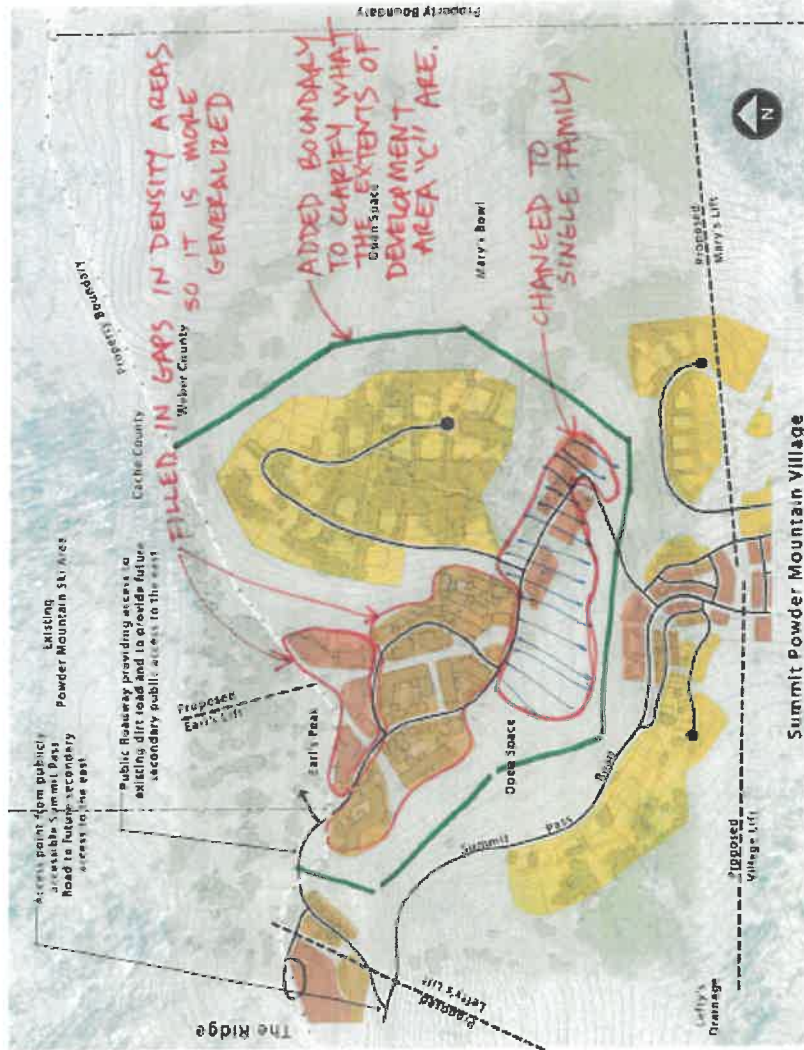 Access point from publicly
accessible Summit Pass
Road to future secondary
access to the east
Existing
Powder Mountain Ski Area
Public Roadway providing access to
existing dirt road and to provide future
secondary public access to the east
Cache County
Weber County
Property Boundary
Property Boundary
FILLED IN GAPS IN DENSITY AREAS
SO IT IS MORE
GENERALIZED
ADDED BOUNDARY
TO CLARIFY WHAT
THE EXTENTS OF
DEVELOPMENT
AREA "C" ARE.
Open Space
Mary's Bowl
CHANGED TO
SINGLE FAMILY
The Ridge
Proposed
Earl's Lift
Earl's Peak
Open Space
Summit Pass Road
Proposed
Lefty's Lift
Proposed
Village Lift
Proposed
Mary's Lift
Lefty's
Drainage
N
Summit Powder Mountain Village